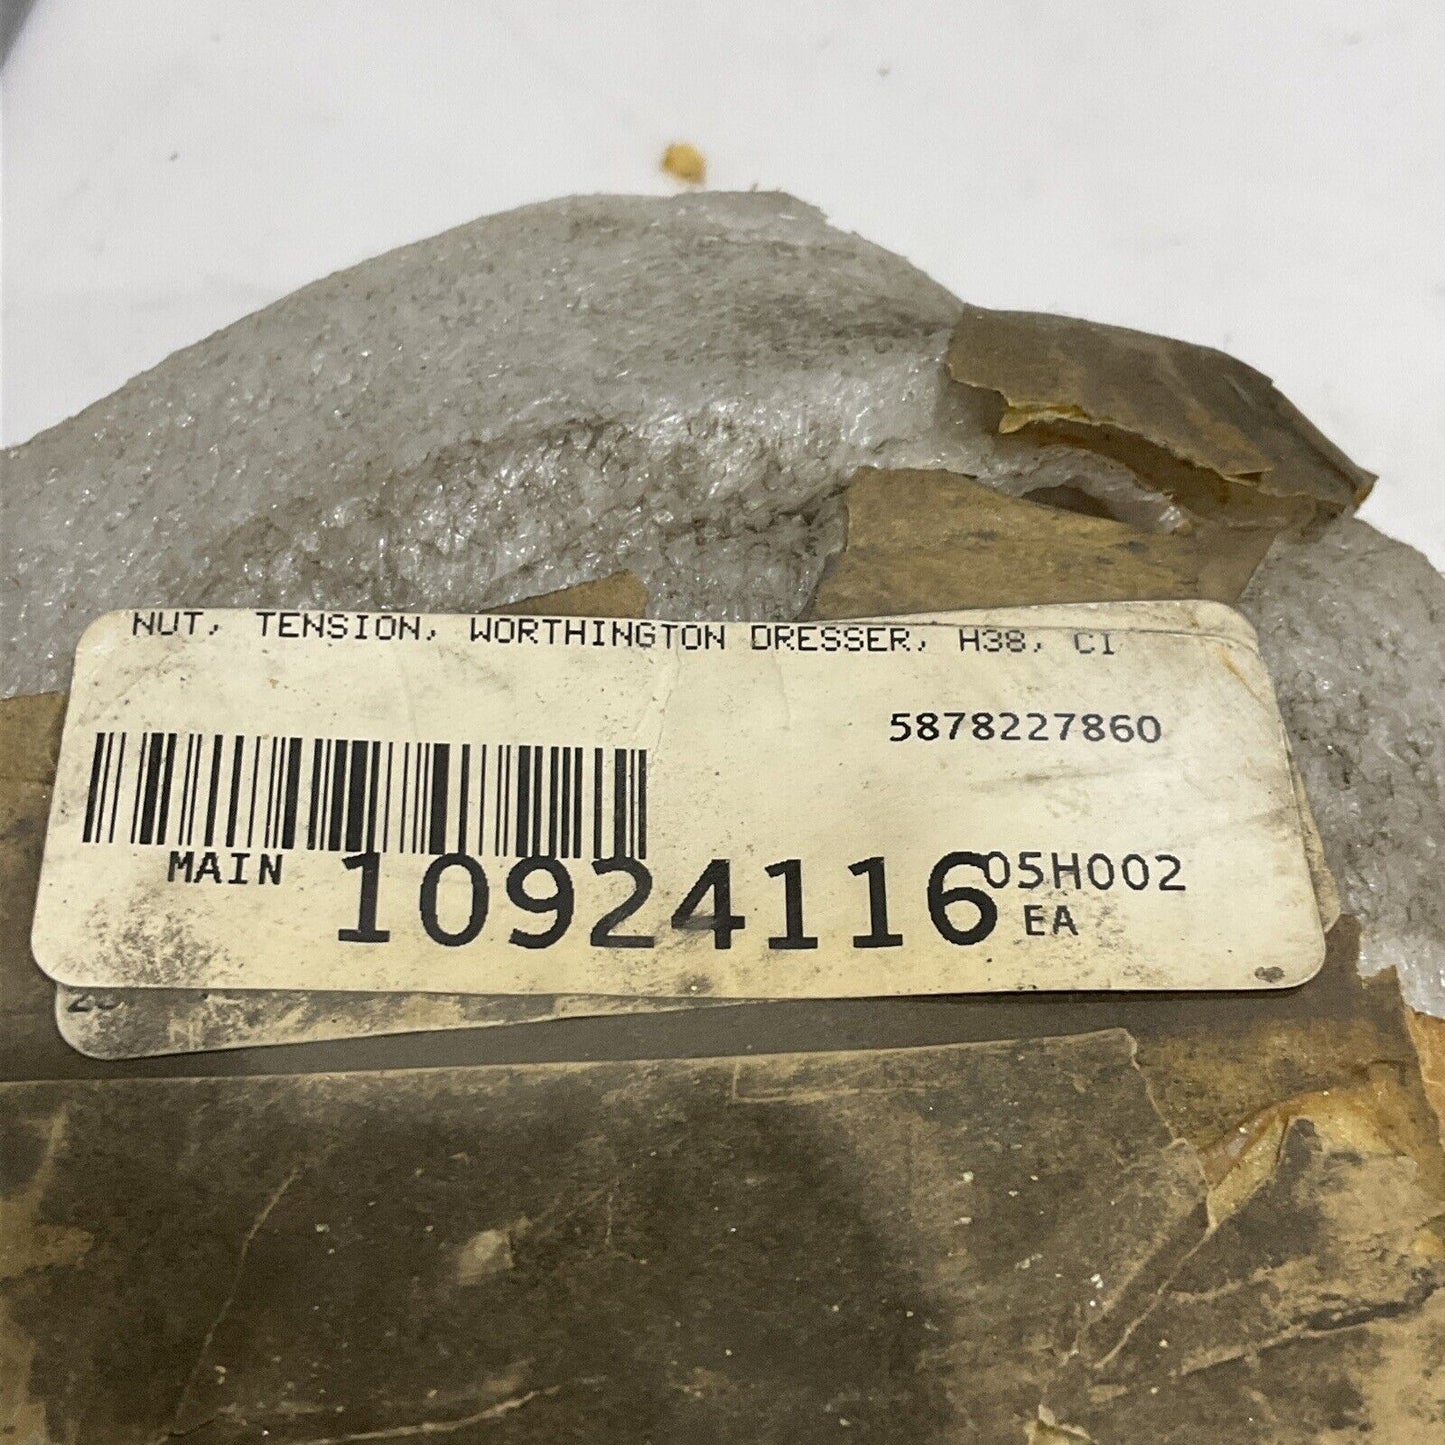 NUT, TENSION, WORTHINGTON DRESSER, H38, CI
5878227860
MAIN 10924116 05H002
EA